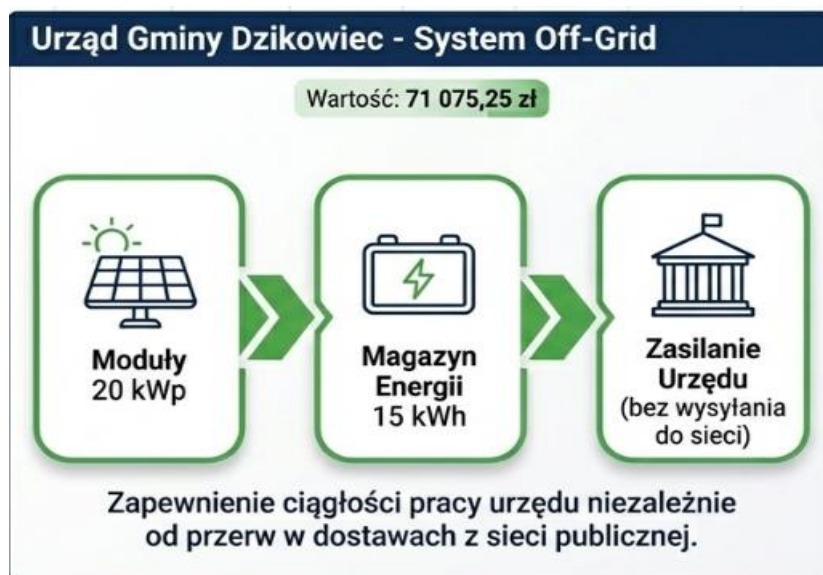 Urząd Gminy Dzikowiec - System Off-Grid
Wartość: 71 075,25 zł
Moduły
20 kWp
Magazyn
Energii
15 kWh
Zasilanie
Urzędu
(bez wysyłania
do sieci)
Zapewnienie ciągłości pracy urzędu niezależnie
od przerw w dostawach z sieci publicznej.